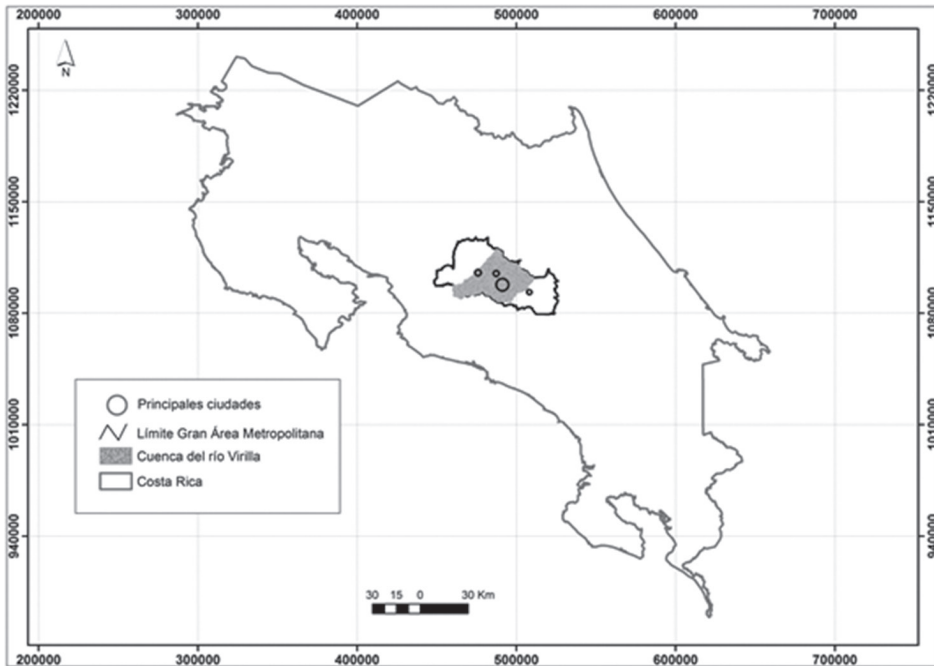 200000 300000 400000 500000 600000 700000
N
1220000 1220000
1150000 1150000
1080000 1080000
1010000 1010000
940000 940000
Principales ciudades
Límite Gran Área Metropolitana
Cuenca del río Virilla
Costa Rica
30 15 0 30 Km
200000 300000 400000 500000 600000 700000